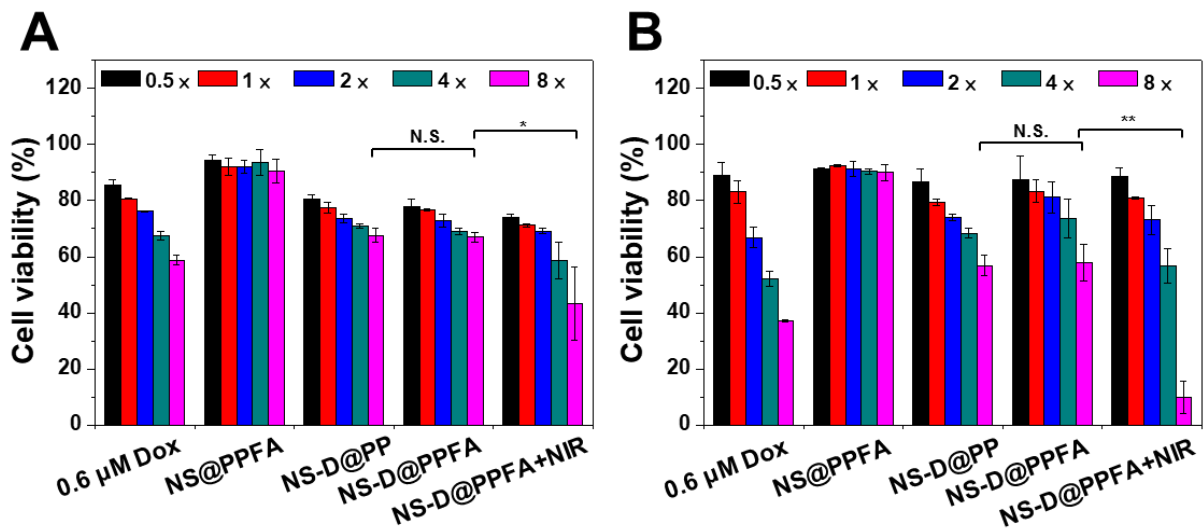 A
0.5 × 1 × 2 × 4 × 8 ×
Cell viability (%)
120
100
80
60
40
20
0
N.S.
*
0.6 μM Dox
NS@PPFA
NS-D@PP
NS-D@PPFA
NS-D@PPFA+NIR
B
0.5 × 1 × 2 × 4 × 8 ×
Cell viability (%)
120
100
80
60
40
20
0
N.S.
**
0.6 μM Dox
NS@PPFA
NS-D@PP
NS-D@PPFA
NS-D@PPFA+NIR